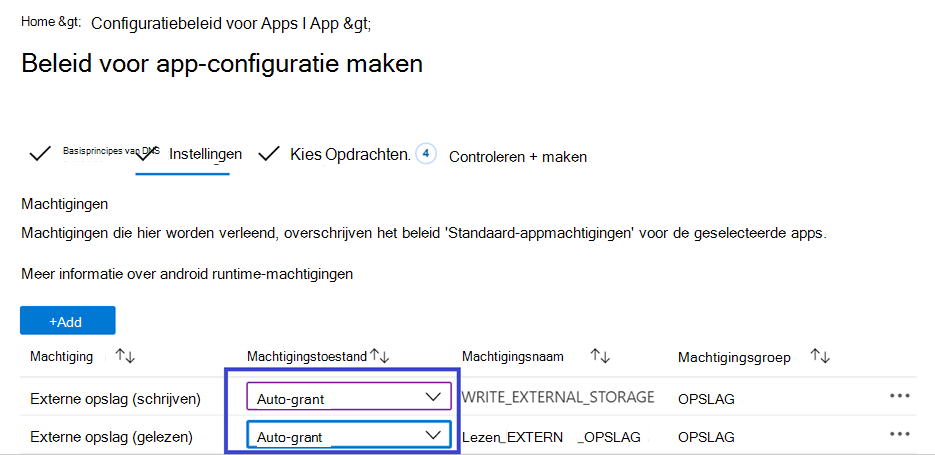 Home &gt; Configuratiebeleid voor Apps I App &gt;
Beleid voor app-configuratie maken
Basisprincipes van DNS Instellingen Kies Opdrachten. 4 Controleren + maken
Machtigingen
Machtigingen die hier worden verleend, overschrijven het beleid 'Standaard-appmachtigingen' voor de geselecteerde apps.
Meer informatie over android runtime-machtigingen
+Add
Machtiging Machtigingstoestand Machtigingsnaam Machtigingsgroep
Externe opslag (schrijven) Auto-grant WRITE_EXTERNAL_STORAGE OPSLAG
Externe opslag (gelezen) Auto-grant Lezen_EXTERN _OPSLAG OPSLAG